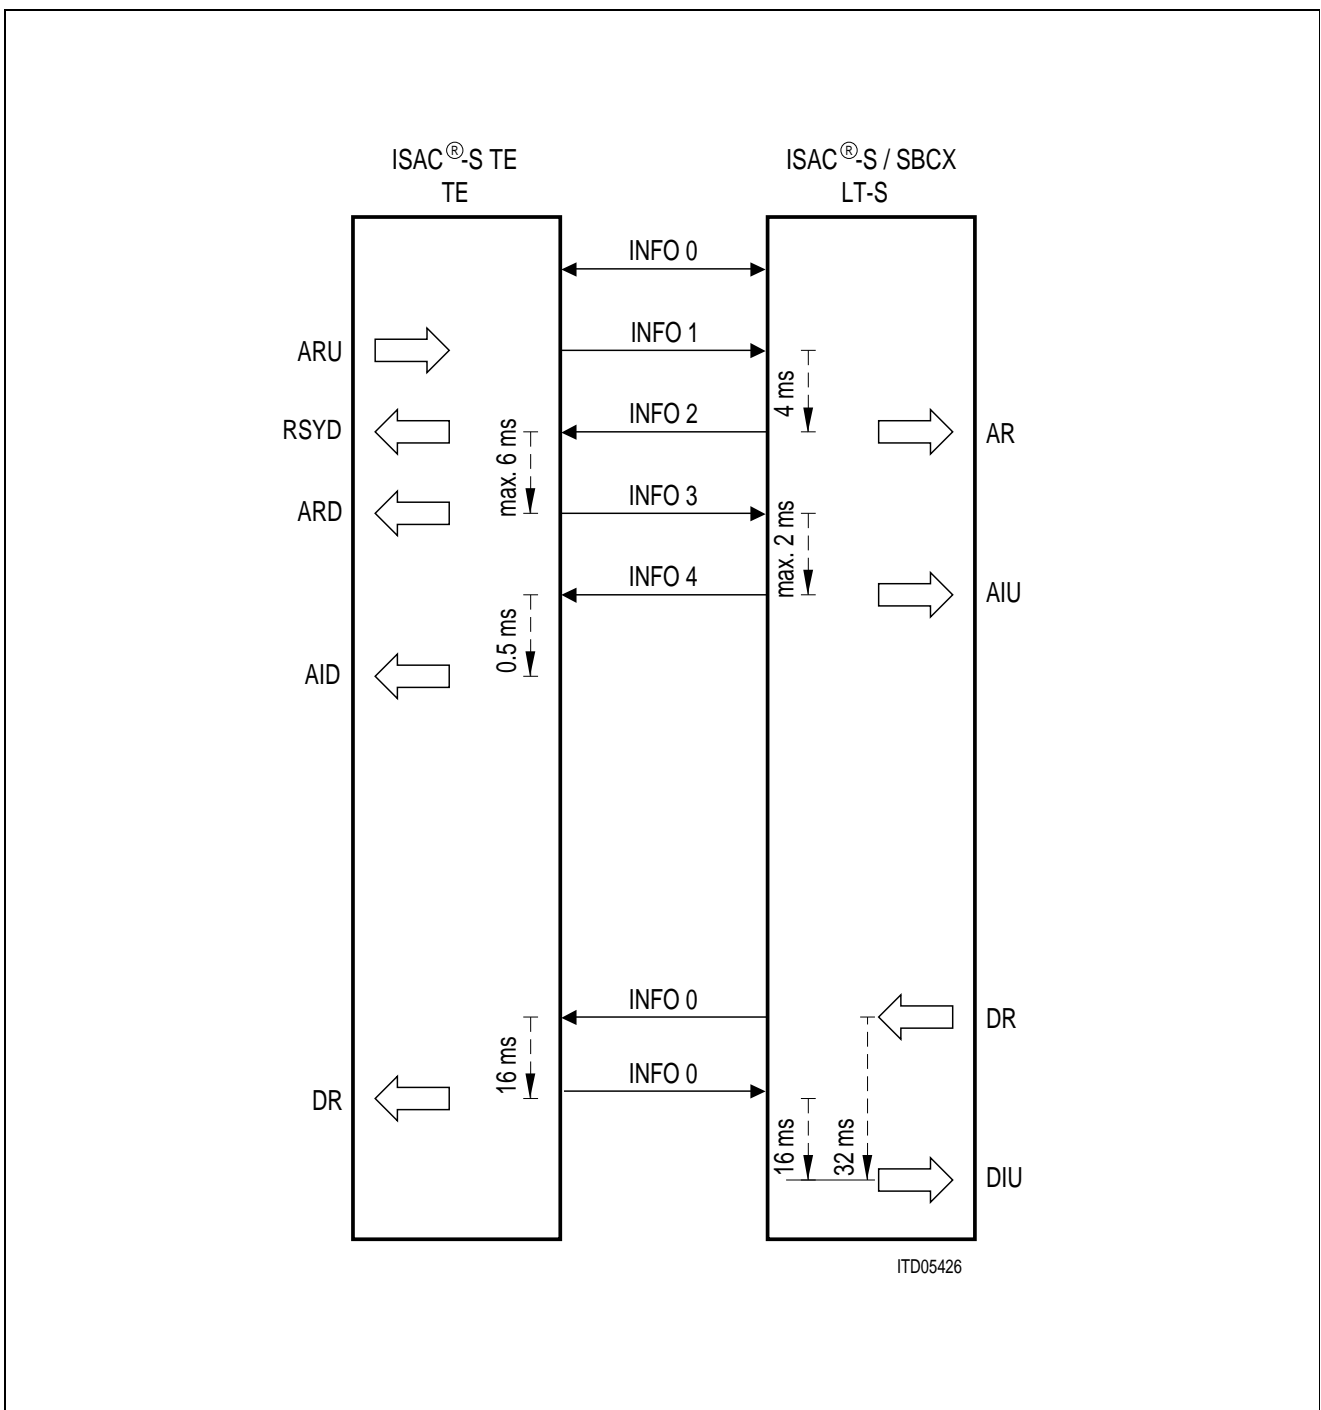 ISAC®-S TE
TE
ISAC®-S / SBCX
LT-S
INFO 0
ARU
INFO 1
4 ms
RSYD
INFO 2
AR
max. 6 ms
ARD
INFO 3
max. 2 ms
INFO 4
AIU
0.5 ms
AID
INFO 0
DR
16 ms
INFO 0
DR
16 ms
32 ms
DIU
ITD05426